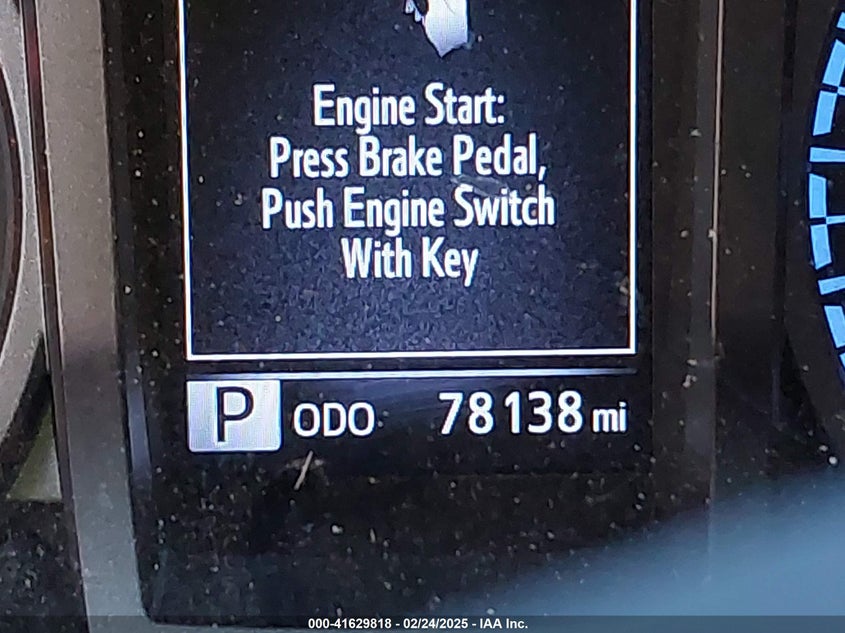 Engine Start:
Press Brake Pedal,
Push Engine Switch
With Key
P ODO 78138 mi
000-41629818 - 02/24/2025 - IAA Inc.